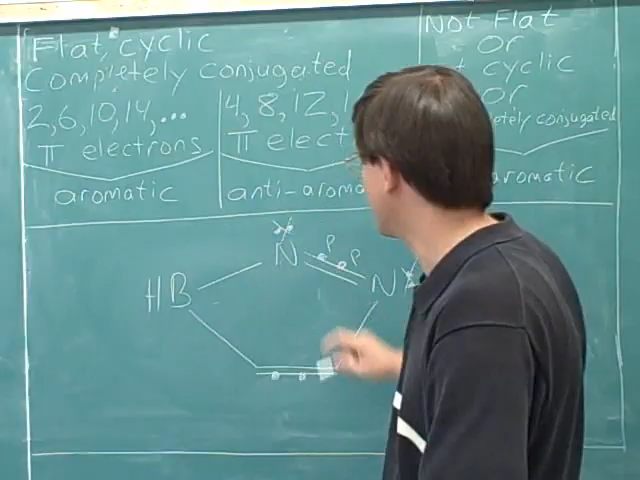 Flat, cyclic
Completely conjugated
2,6,10,14,...
π electrons
aromatic
4,8,12,
π elect
anti-aroma
Not Flat
or
cyclic
or
etely conjugated
aromatic
N
P
P
HB
N